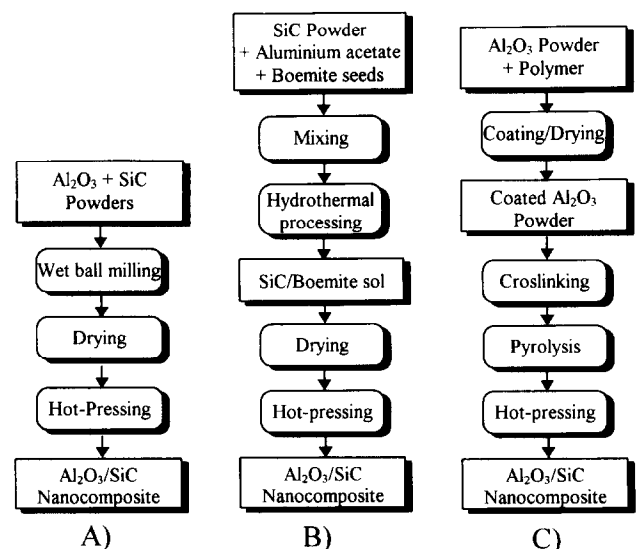 Al₂O₃ + SiC
Powders
Wet ball milling
Drying
Hot-Pressing
Al₂O₃/SiC
Nanocomposite
A)
SiC Powder
+ Aluminium acetate
+ Boemite seeds
Mixing
Hydrothermal
processing
SiC/Boemite sol
Drying
Hot-pressing
Al₂O₃/SiC
Nanocomposite
B)
Al₂O₃ Powder
+ Polymer
Coating/Drying
Coated Al₂O₃
Powder
Croslinking
Pyrolysis
Hot-pressing
Al₂O₃/SiC
Nanocomposite
C)